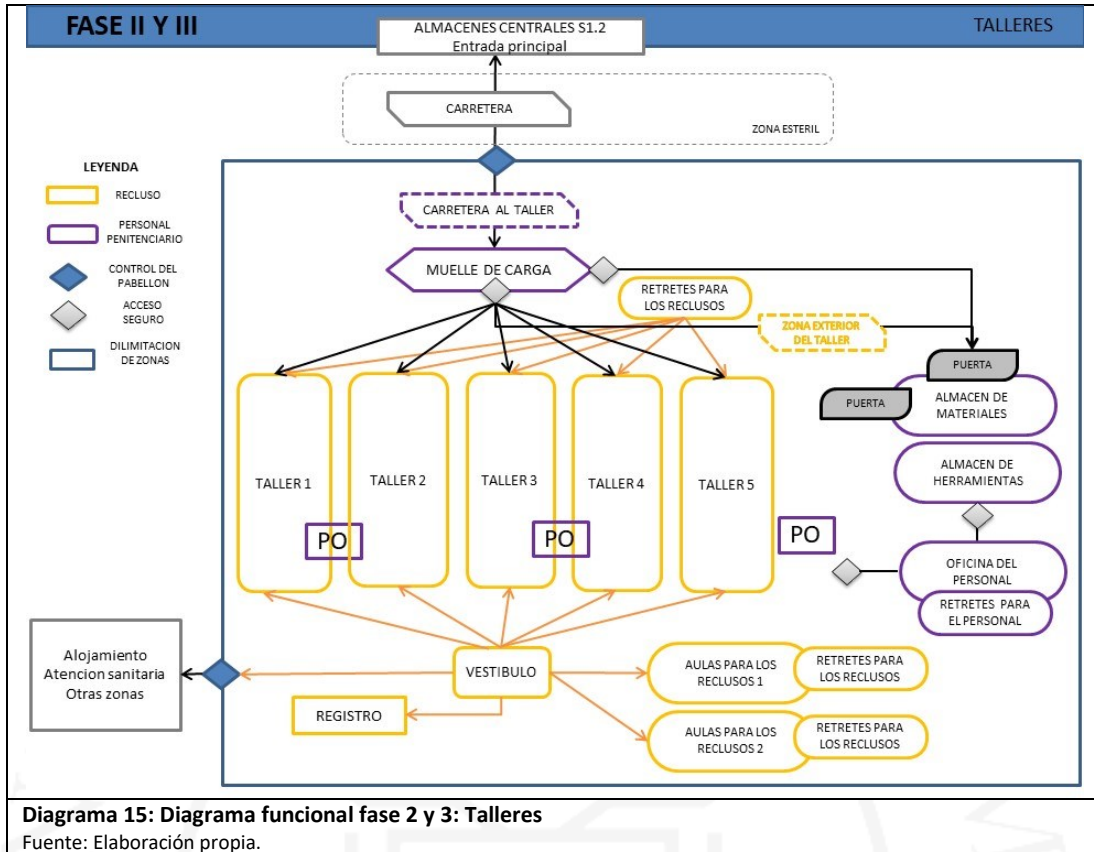 FASE II Y III
ALMACENES CENTRALES S1.2
Entrada principal
TALLERES
CARRETERA
ZONA ESTERIL
LEYENDA
RECLUSO
PERSONAL
PENITENCIARIO
CONTROL DEL
PABELLON
ACCESO
SEGURO
DILIMITACION
DE ZONAS
CARRETERA AL TALLER
MUELLE DE CARGA
RETRETES PARA
LOS RECLUSOS
ZONA EXTERIOR
DEL TALLER
PUERTA
PUERTA
ALMACEN DE
MATERIALES
ALMACEN DE
HERRAMIENTAS
TALLER 1
TALLER 2
TALLER 3
TALLER 4
TALLER 5
PO
PO
PO
OFICINA DEL
PERSONAL
RETRETES PARA
EL PERSONAL
Alojamiento
Atencion sanitaria
Otras zonas
VESTIBULO
REGISTRO
AULAS PARA LOS
RECLUSOS 1
RETRETES PARA
LOS RECLUSOS
AULAS PARA LOS
RECLUSOS 2
RETRETES PARA
LOS RECLUSOS
Diagrama 15: Diagrama funcional fase 2 y 3: Talleres
Fuente: Elaboración propia.